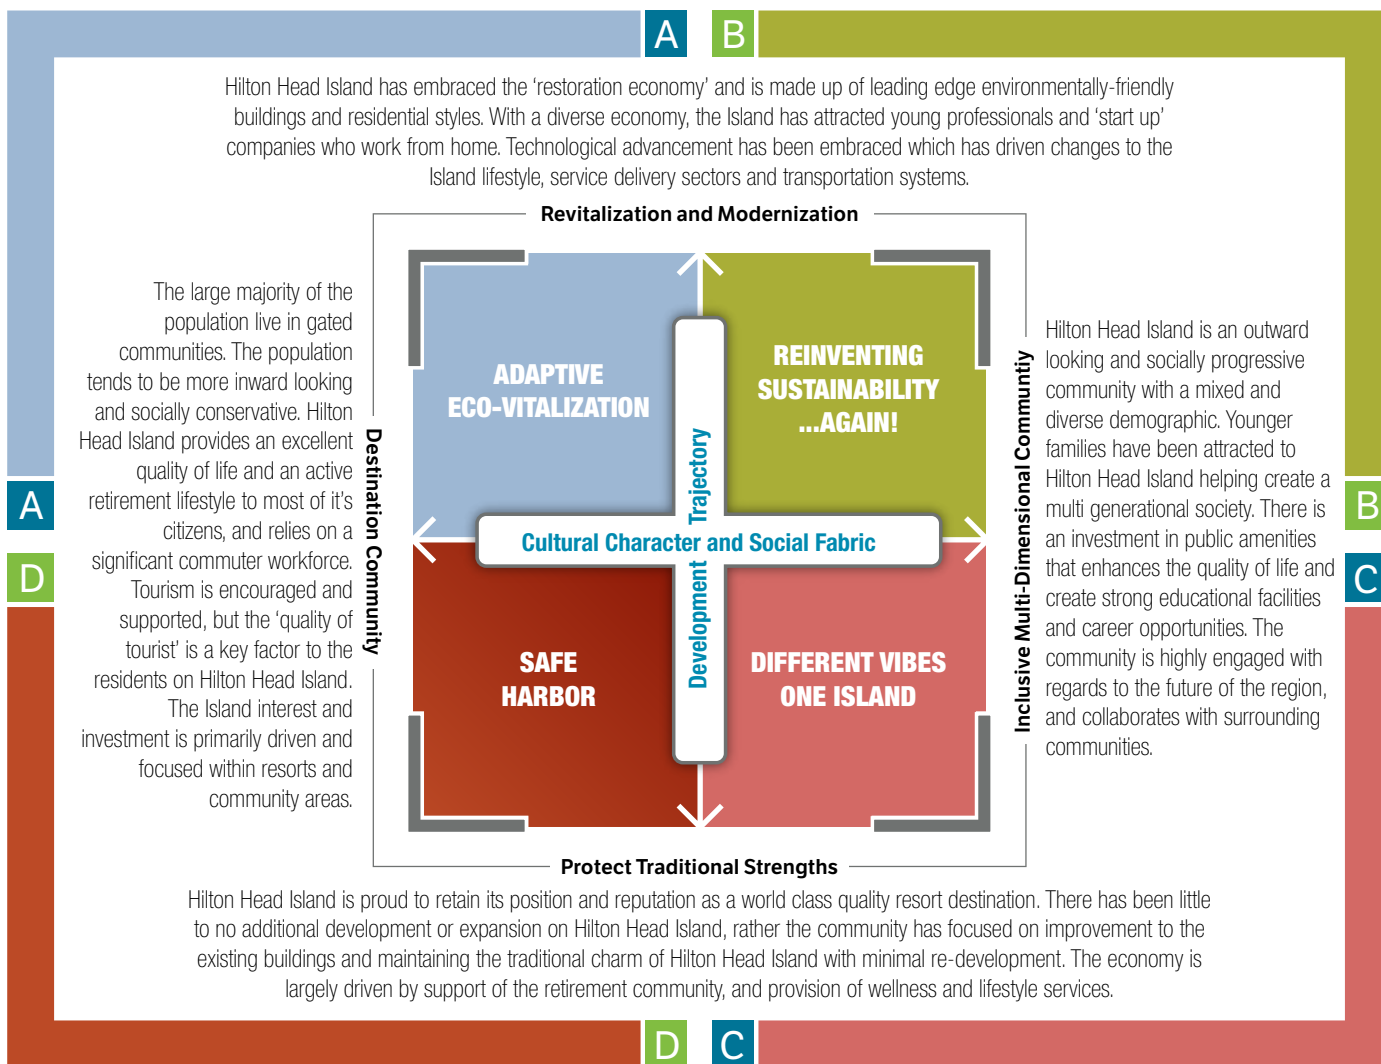 A B
Hilton Head Island has embraced the ‘restoration economy’ and is made up of leading edge environmentally-friendly
buildings and residential styles. With a diverse economy, the Island has attracted young professionals and ‘start up’
companies who work from home. Technological advancement has been embraced which has driven changes to the
Island lifestyle, service delivery sectors and transportation systems.
Revitalization and Modernization
The large majority of the
population live in gated
communities. The population
tends to be more inward looking
and socially conservative. Hilton
Head Island provides an excellent
quality of life and an active
retirement lifestyle to most of it’s
citizens, and relies on a
significant commuter workforce.
Tourism is encouraged and
supported, but the ‘quality of
tourist’ is a key factor to the
residents on Hilton Head Island.
The Island interest and
investment is primarily driven and
focused within resorts and
community areas.
A
D
Destination Community
ADAPTIVE
ECO-VITALIZATION
REINVENTING
SUSTAINABILITY
...AGAIN!
Cultural Character and Social Fabric
Development Trajectory
SAFE
HARBOR
DIFFERENT VIBES
ONE ISLAND
Inclusive Multi-Dimensional Communtiy
Hilton Head Island is an outward
looking and socially progressive
community with a mixed and
diverse demographic. Younger
families have been attracted to
Hilton Head Island helping create a
multi generational society. There is
an investment in public amenities
that enhances the quality of life and
create strong educational facilities
and career opportunities. The
community is highly engaged with
regards to the future of the region,
and collaborates with surrounding
communities.
B
C
Protect Traditional Strengths
Hilton Head Island is proud to retain its position and reputation as a world class quality resort destination. There has been little
to no additional development or expansion on Hilton Head Island, rather the community has focused on improvement to the
existing buildings and maintaining the traditional charm of Hilton Head Island with minimal re-development. The economy is
largely driven by support of the retirement community, and provision of wellness and lifestyle services.
D C